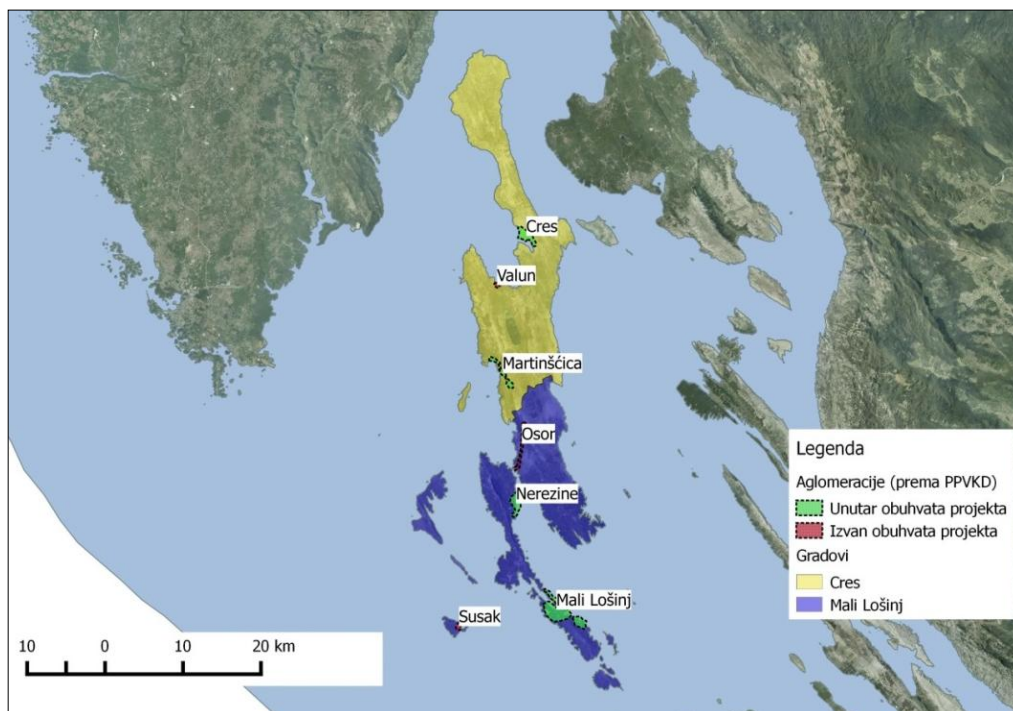 Cres
Valun
Martinšćica
Osor
Nerezine
Mali Lošinj
Susak
Legenda
Aglomeracije (prema PPVKD)
Unutar obuhvata projekta
Izvan obuhvata projekta
Gradovi
Cres
Mali Lošinj
10 0 10 20 km